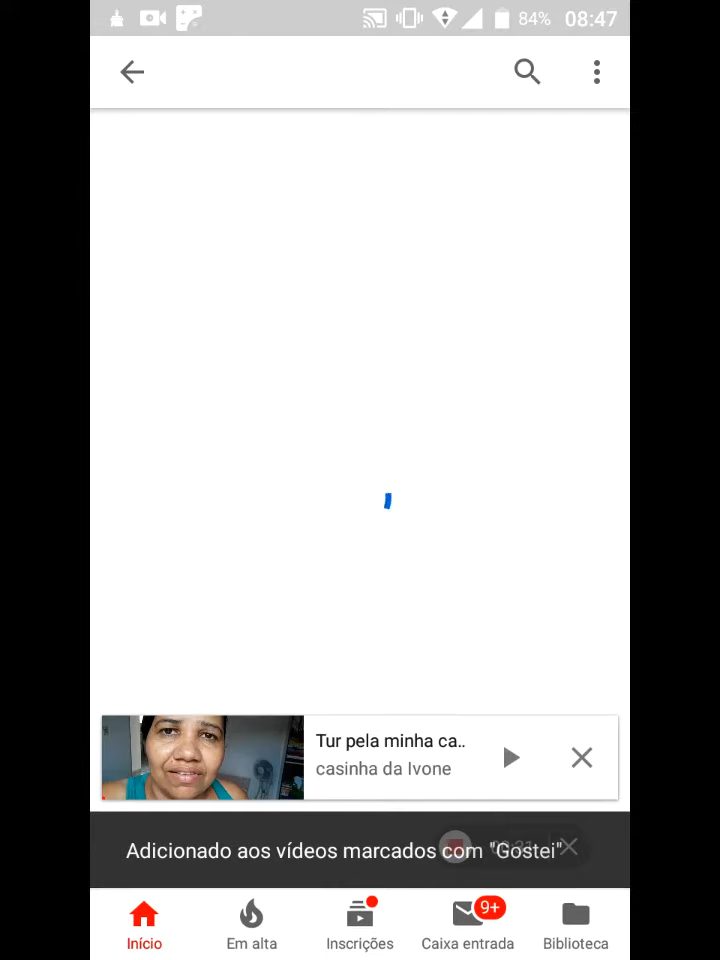 84% 08:47
Tur pela minha ca..
casinha da Ivone
Adicionado aos vídeos marcados com "Gostei"
9+
Início Em alta Inscrições Caixa entrada Biblioteca